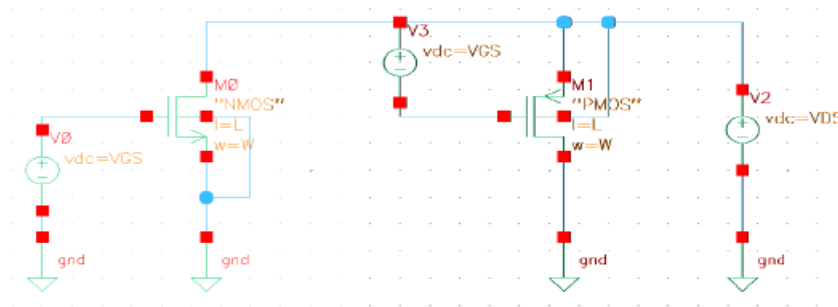 V3
vdc=VGS
M0
"NMOS"
l=L
w=W
M1
"PMOS"
l=L
w=W
V2
vdc=VDS
V0
vdc=VGS
gnd
gnd
gnd
gnd